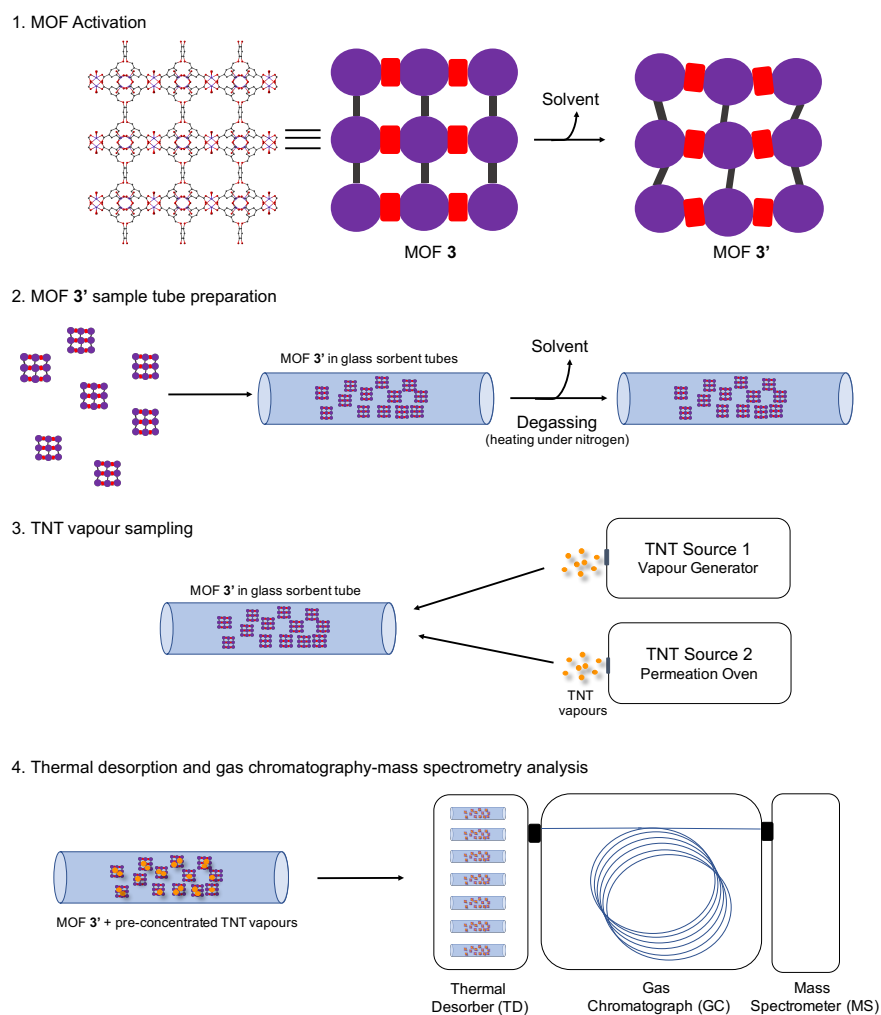 1. MOF Activation
Solvent
MOF 3
MOF 3’
2. MOF 3’ sample tube preparation
MOF 3’ in glass sorbent tubes
Solvent
Degassing
(heating under nitrogen)
3. TNT vapour sampling
MOF 3’ in glass sorbent tube
TNT Source 1
Vapour Generator
TNT Source 2
Permeation Oven
TNT
vapours
4. Thermal desorption and gas chromatography-mass spectrometry analysis
MOF 3’ + pre-concentrated TNT vapours
Thermal
Desorber (TD)
Gas
Chromatograph (GC)
Mass
Spectrometer (MS)